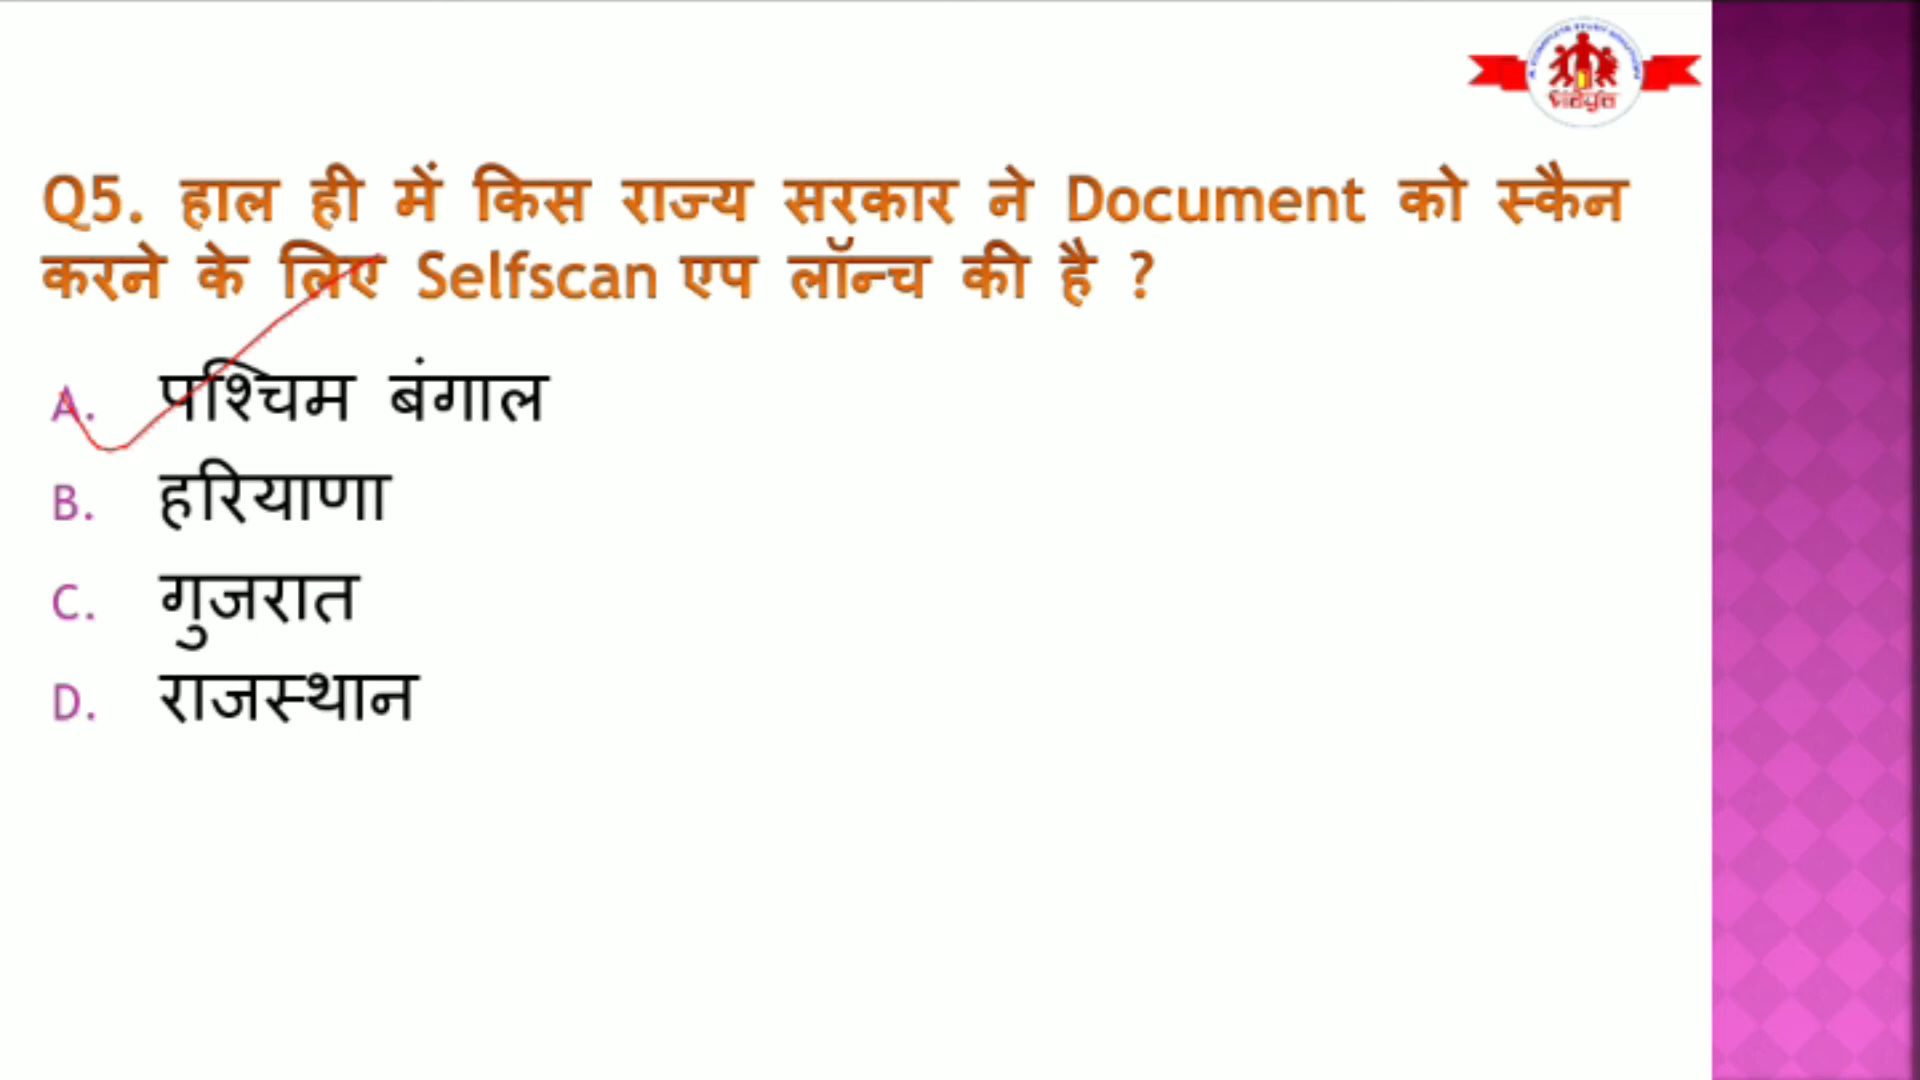 विद्युत
Q5. हाल ही में किस राज्य सरकार ने Document को स्कैन
करने के लिए Selfscan एप लॉन्च की है ?
A. पश्चिम बंगाल
B. हरियाणा
C. गुजरात
D. राजस्थान